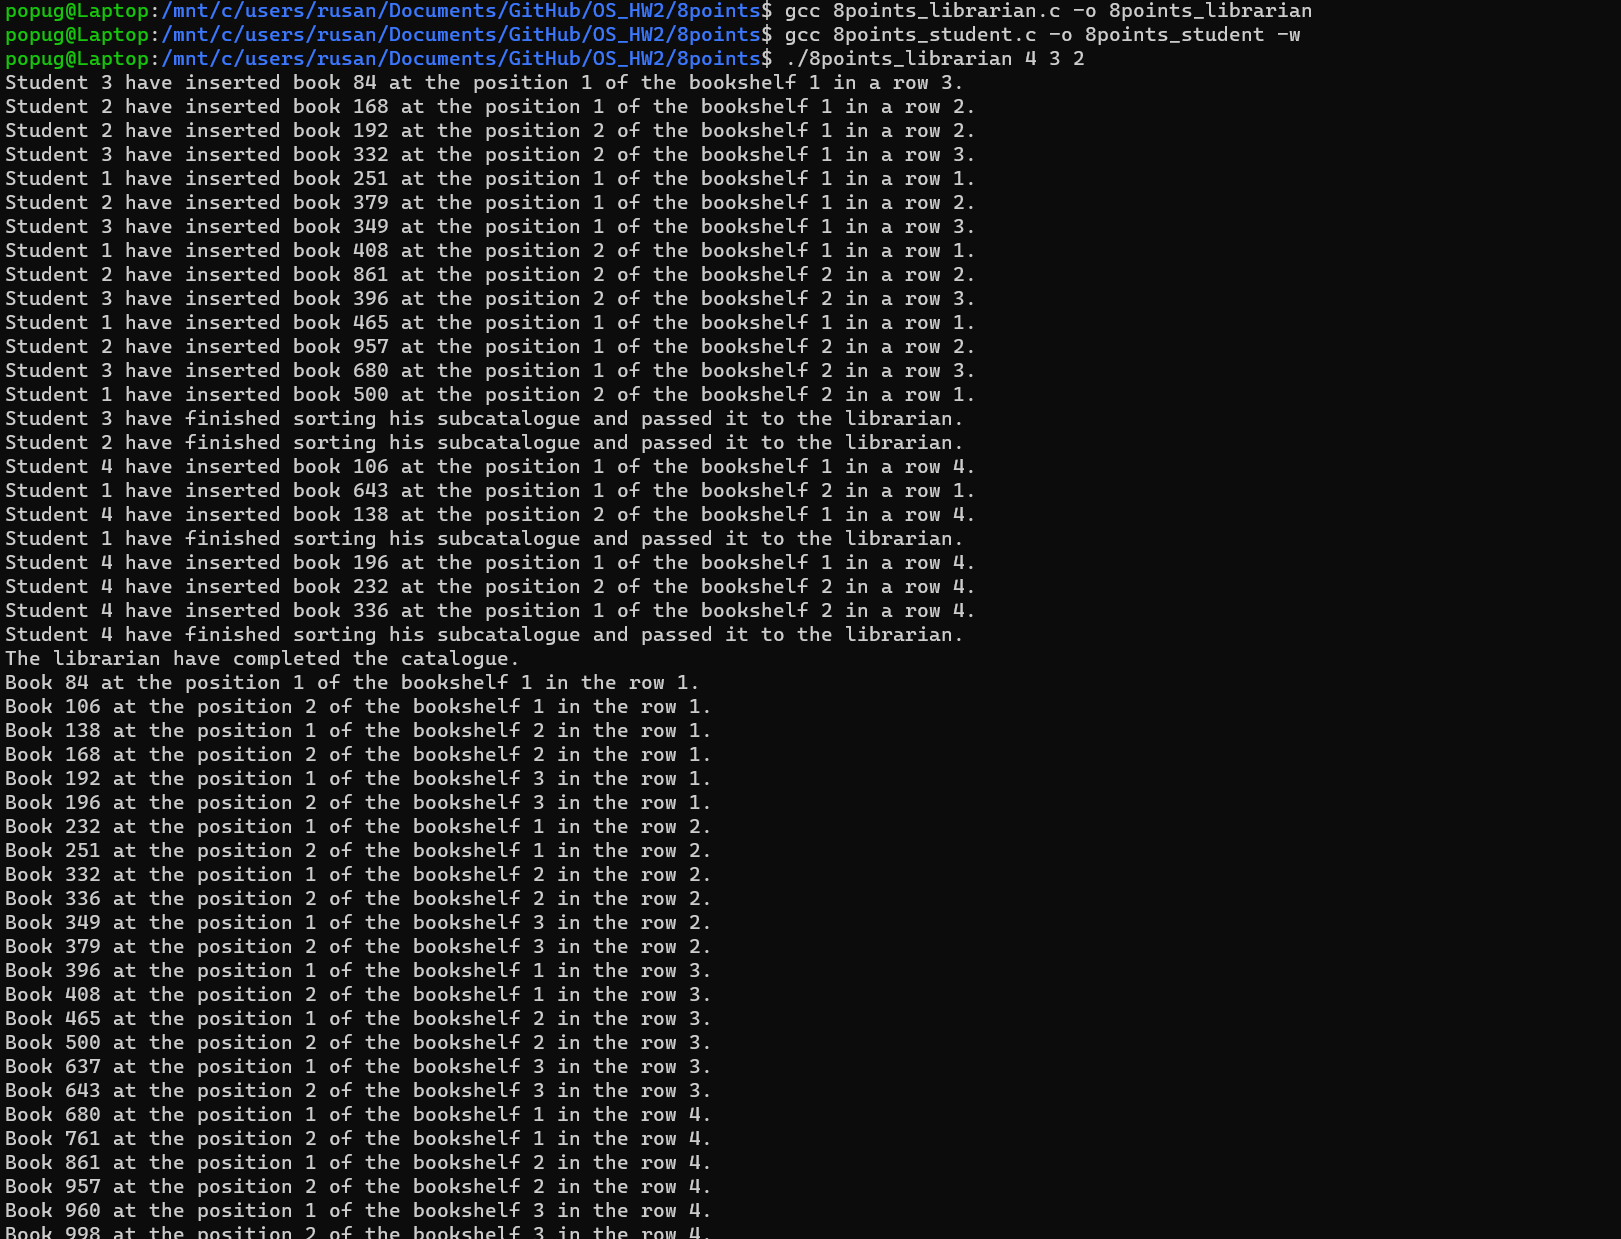 popug@Laptop:/mnt/c/users/rusan/Documents/GitHub/OS_HW2/8points$ gcc 8points_librarian.c -o 8points_librarian
popug@Laptop:/mnt/c/users/rusan/Documents/GitHub/OS_HW2/8points$ gcc 8points_student.c -o 8points_student -w
popug@Laptop:/mnt/c/users/rusan/Documents/GitHub/OS_HW2/8points$ ./8points_librarian 4 3 2
Student 3 have inserted book 84 at the position 1 of the bookshelf 1 in a row 3.
Student 2 have inserted book 168 at the position 1 of the bookshelf 1 in a row 2.
Student 2 have inserted book 192 at the position 2 of the bookshelf 1 in a row 2.
Student 3 have inserted book 332 at the position 2 of the bookshelf 1 in a row 3.
Student 1 have inserted book 251 at the position 1 of the bookshelf 1 in a row 1.
Student 2 have inserted book 379 at the position 1 of the bookshelf 1 in a row 2.
Student 3 have inserted book 349 at the position 1 of the bookshelf 1 in a row 3.
Student 1 have inserted book 408 at the position 2 of the bookshelf 1 in a row 1.
Student 2 have inserted book 861 at the position 2 of the bookshelf 2 in a row 2.
Student 3 have inserted book 396 at the position 2 of the bookshelf 2 in a row 3.
Student 1 have inserted book 465 at the position 1 of the bookshelf 1 in a row 1.
Student 2 have inserted book 957 at the position 1 of the bookshelf 2 in a row 2.
Student 3 have inserted book 680 at the position 1 of the bookshelf 2 in a row 3.
Student 1 have inserted book 500 at the position 2 of the bookshelf 2 in a row 1.
Student 3 have finished sorting his subcatalogue and passed it to the librarian.
Student 2 have finished sorting his subcatalogue and passed it to the librarian.
Student 4 have inserted book 106 at the position 1 of the bookshelf 1 in a row 4.
Student 1 have inserted book 643 at the position 1 of the bookshelf 2 in a row 1.
Student 4 have inserted book 138 at the position 2 of the bookshelf 1 in a row 4.
Student 1 have finished sorting his subcatalogue and passed it to the librarian.
Student 4 have inserted book 196 at the position 1 of the bookshelf 1 in a row 4.
Student 4 have inserted book 232 at the position 2 of the bookshelf 2 in a row 4.
Student 4 have inserted book 336 at the position 1 of the bookshelf 2 in a row 4.
Student 4 have finished sorting his subcatalogue and passed it to the librarian.
The librarian have completed the catalogue.
Book 84 at the position 1 of the bookshelf 1 in the row 1.
Book 106 at the position 2 of the bookshelf 1 in the row 1.
Book 138 at the position 1 of the bookshelf 2 in the row 1.
Book 168 at the position 2 of the bookshelf 2 in the row 1.
Book 192 at the position 1 of the bookshelf 3 in the row 1.
Book 196 at the position 2 of the bookshelf 3 in the row 1.
Book 232 at the position 1 of the bookshelf 1 in the row 2.
Book 251 at the position 2 of the bookshelf 1 in the row 2.
Book 332 at the position 1 of the bookshelf 2 in the row 2.
Book 336 at the position 2 of the bookshelf 2 in the row 2.
Book 349 at the position 1 of the bookshelf 3 in the row 2.
Book 379 at the position 2 of the bookshelf 3 in the row 2.
Book 396 at the position 1 of the bookshelf 1 in the row 3.
Book 408 at the position 2 of the bookshelf 1 in the row 3.
Book 465 at the position 1 of the bookshelf 2 in the row 3.
Book 500 at the position 2 of the bookshelf 2 in the row 3.
Book 637 at the position 1 of the bookshelf 3 in the row 3.
Book 643 at the position 2 of the bookshelf 3 in the row 3.
Book 680 at the position 1 of the bookshelf 1 in the row 4.
Book 761 at the position 2 of the bookshelf 1 in the row 4.
Book 861 at the position 1 of the bookshelf 2 in the row 4.
Book 957 at the position 2 of the bookshelf 2 in the row 4.
Book 960 at the position 1 of the bookshelf 3 in the row 4.
Book 998 at the position 2 of the bookshelf 3 in the row 4.